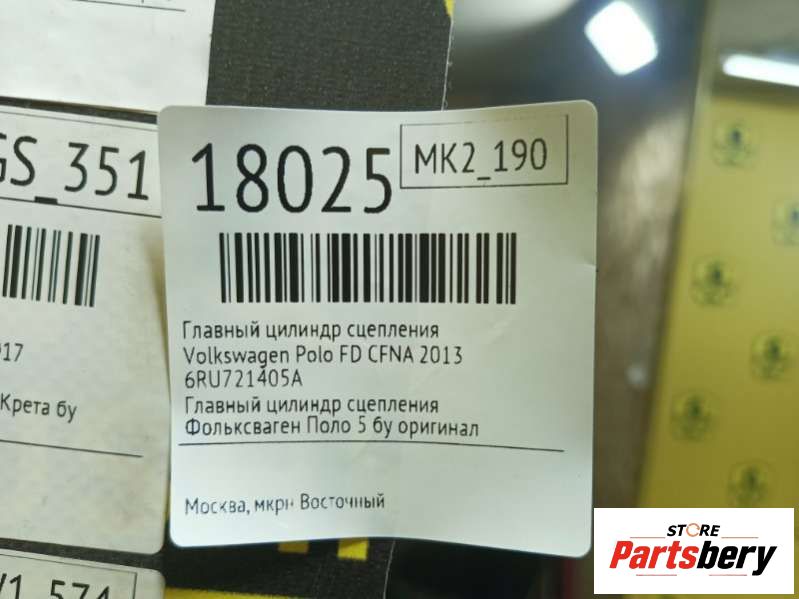 GS_351
18025
MK2_190
Главный цилиндр сцепления
Volkswagen Polo FD CFNA 2013
6RU721405A
Главный цилиндр сцепления
Фольксваген Поло 5 бу оригинал
Москва, мкрн Восточный
Крета бу
STORE
Partsbery